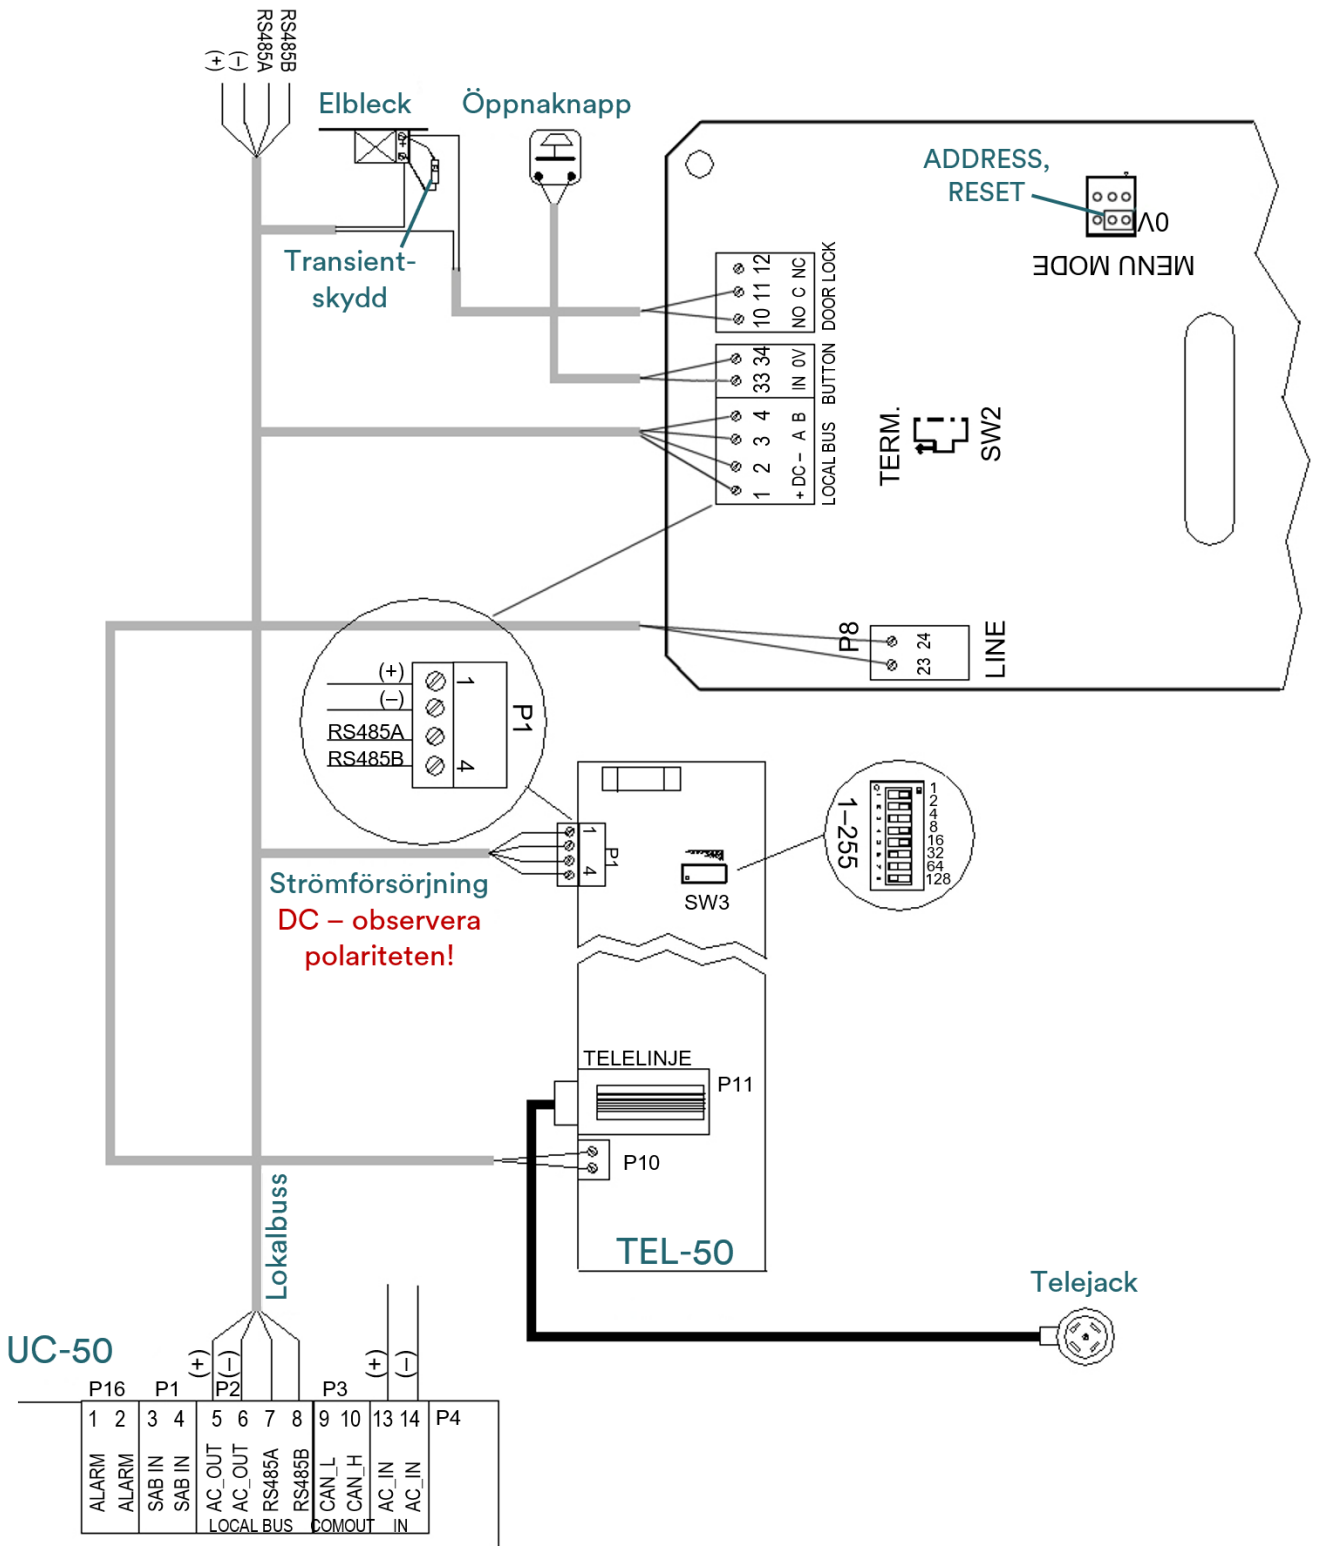 (+)
(−)
RS485A
RS485B
Elbleck
Öppnaknapp
ADDRESS,
RESET
0V
MENU MODE
Transient-
skydd
+
10 11 12
NO C NC
DOOR LOCK
33 34
IN 0V
BUTTON
1 2 3 4
+ DC − A B
LOCAL BUS
TERM.
SW2
P8
23 24
LINE
(+)
(−)
RS485A
RS485B
1
4
P1
1
4
P1
SW3
1–255
1
2
4
8
16
32
64
128
Strömförsörjning
DC – observera
polariteten!
TELELINJE
P11
P10
TEL-50
Lokalbuss
Telejack
UC-50
(+)
(−)
(+)
(−)
P16 P1 P2 P3
1 2 3 4 5 6 7 8 9 10 13 14 P4
ALARM
ALARM
SAB IN
SAB IN
AC_OUT
AC_OUT
RS485A
RS485B
CAN_L
CAN_H
AC_IN
AC_IN
LOCAL BUS COMOUT IN